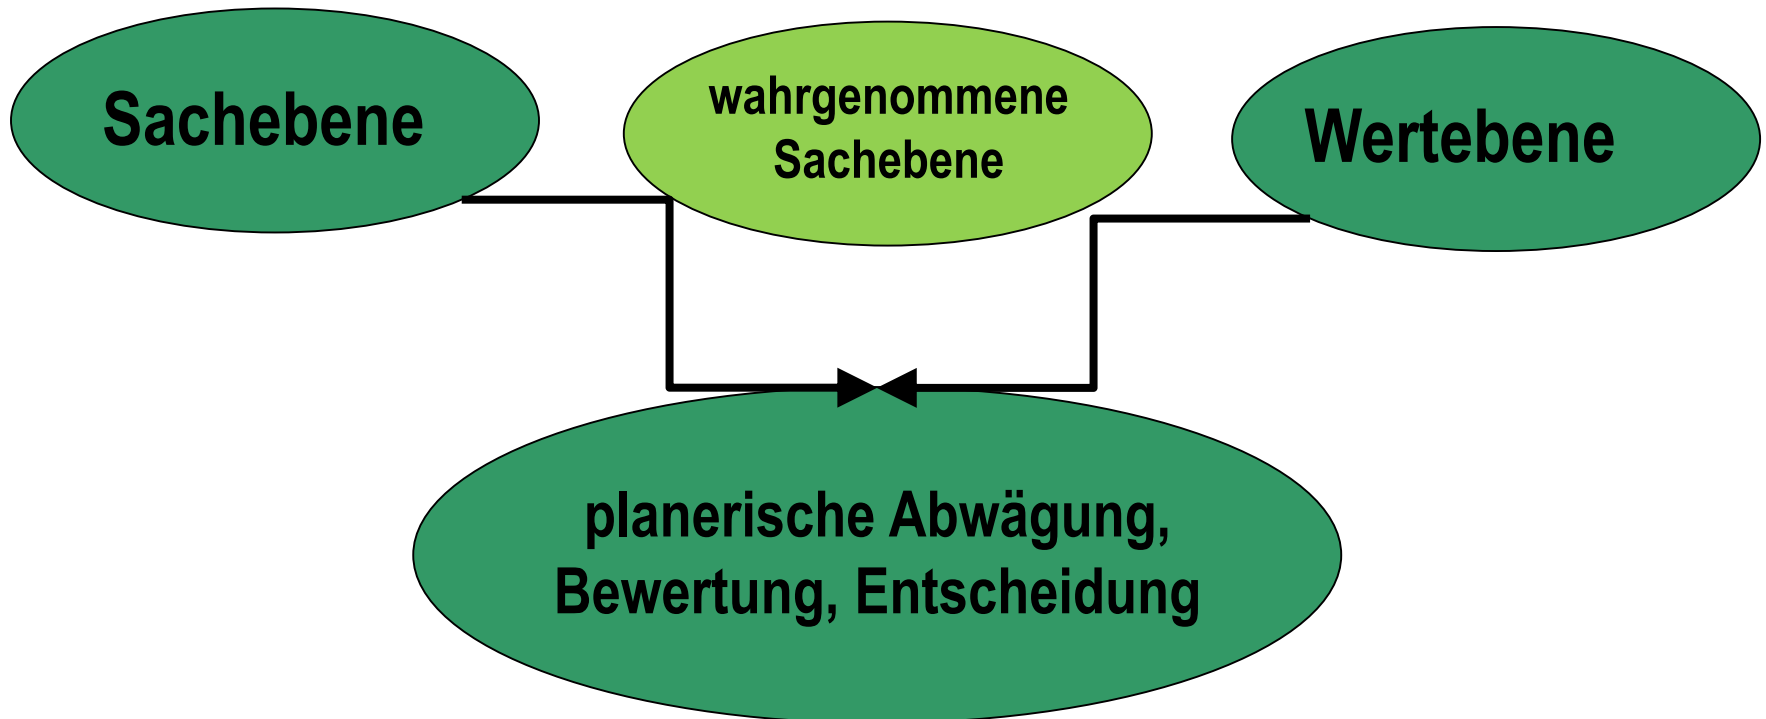 Sachebene
wahrgenommene
Sachebene
Wertebene
planerische Abwägung,
Bewertung, Entscheidung